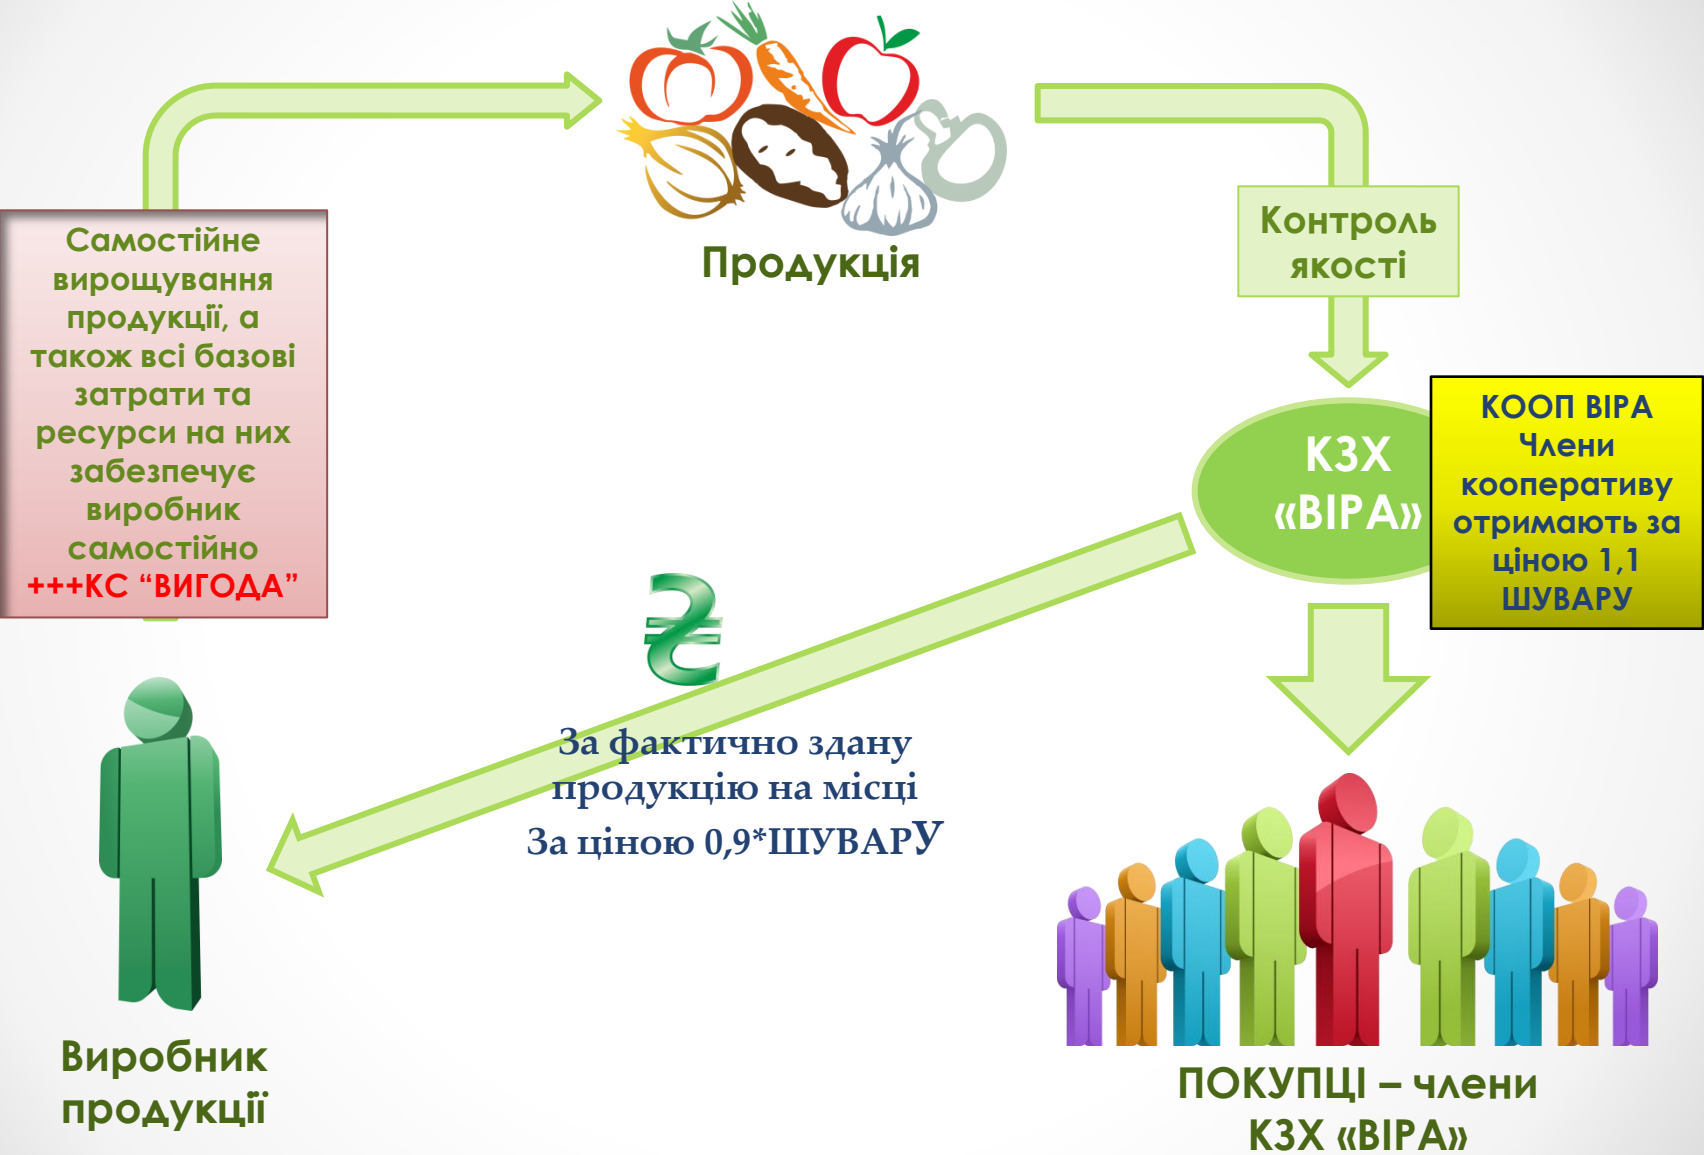 Продукція
Самостійне
вирощування
продукції, а
також всі базові
затрати та
ресурси на них
забезпечує
виробник
самостійно
+++КС “ВИГОДА”
Контроль
якості
КЗХ
«ВІРА»
КООП ВІРА
Члени
кооперативу
отримають за
ціною 1,1
ШУВАРУ
₴
За фактично здану
продукцію на місці
За ціною 0,9*ШУВАРУ
Виробник
продукції
ПОКУПЦІ – члени
КЗХ «ВІРА»